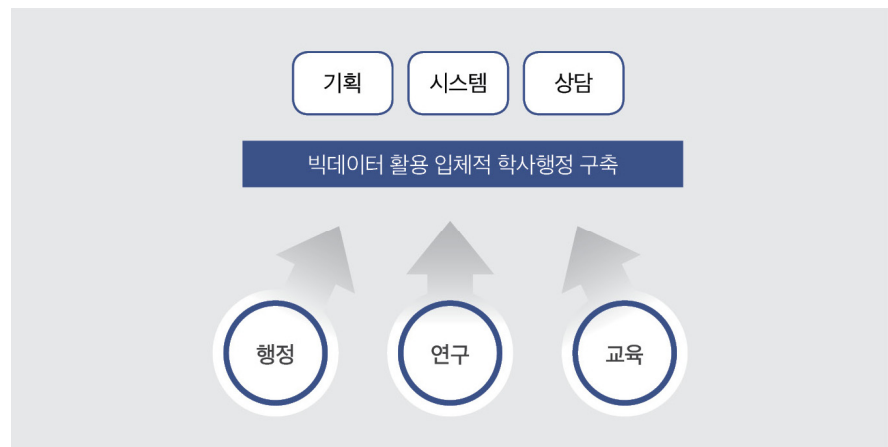 기획 시스템 상담
빅데이터 활용 입체적 학사행정 구축
행정 연구 교육